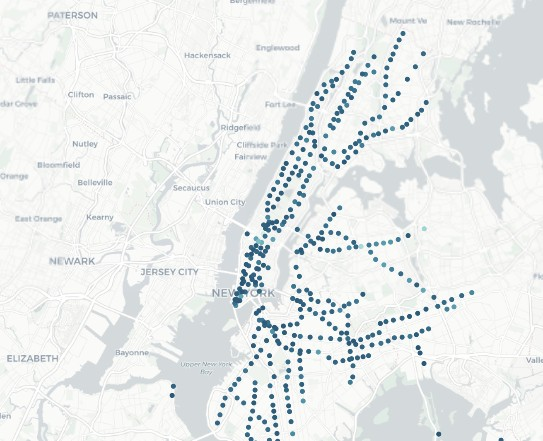 Bergenfield
PATERSON
Mount Ve
New Rochelle
Englewood
Hackensack
Little Falls
Clifton
Passaic
dar Grove
Fort Lee
Ridgefield
Nutley
Cliffside Park
Fairview
Bloomfield
Orange
Belleville
Secaucus
Union City
East Orange
Kearny
NEWARK
JERSEY CITY
NEW YORK
Bayonne
ELIZABETH
Upper New York
Bay
Valle
den